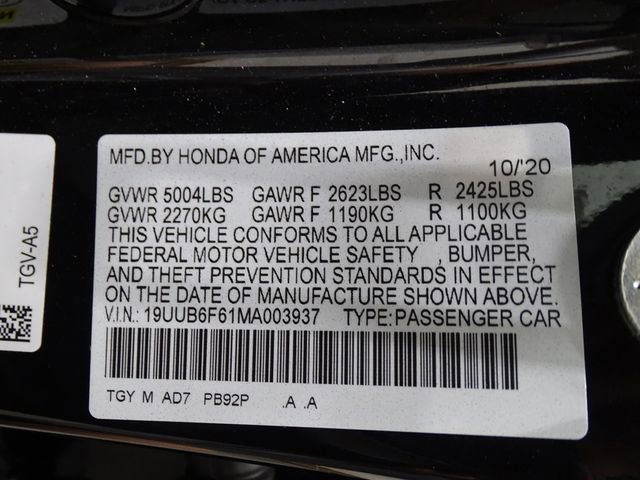 MFD.BY HONDA OF AMERICA MFG.,INC.
10/'20
GVWR 5004LBS GAWR F 2623LBS R 2425LBS
GVWR 2270KG GAWR F 1190KG R 1100KG
THIS VEHICLE CONFORMS TO ALL APPLICABLE
FEDERAL MOTOR VEHICLE SAFETY , BUMPER,
AND THEFT PREVENTION STANDARDS IN EFFECT
ON THE DATE OF MANUFACTURE SHOWN ABOVE.
V.I.N.: 19UUB6F61MA003937 TYPE:PASSENGER CAR
TGY M AD7 PB92P .A .A
TGV-A5